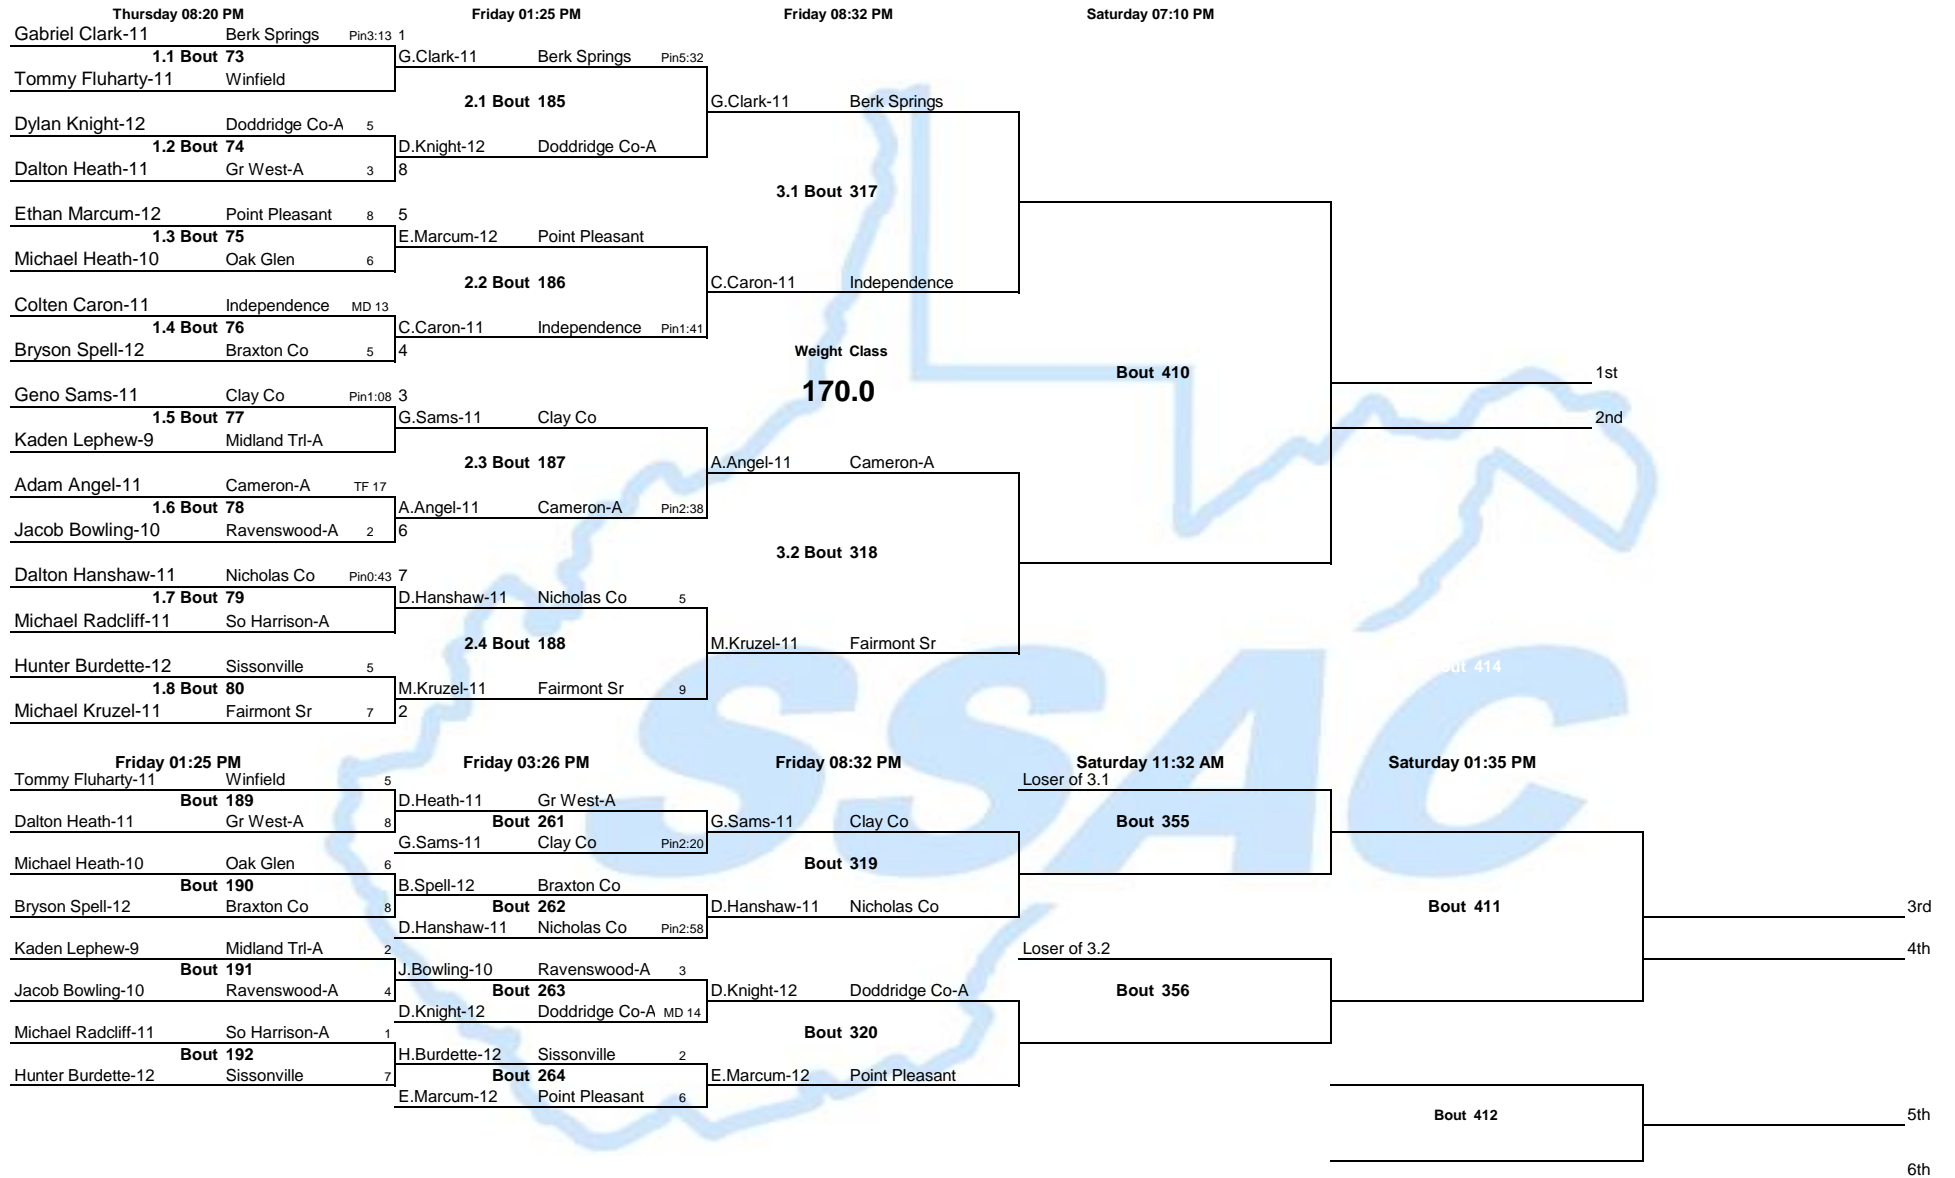 Thursday 08:20 PM Friday 01:25 PM Friday 08:32 PM Saturday 07:10 PM
Gabriel Clark-11 Berk Springs Pin3:13 1
1.1 Bout 73 G.Clark-11 Berk Springs Pin5:32
Tommy Fluharty-11 Winfield
2.1 Bout 185 G.Clark-11 Berk Springs
Dylan Knight-12 Doddridge Co-A 5
1.2 Bout 74 D.Knight-12 Doddridge Co-A
Dalton Heath-11 Gr West-A 3 8
3.1 Bout 317
Ethan Marcum-12 Point Pleasant 8 5
1.3 Bout 75 E.Marcum-12 Point Pleasant
Michael Heath-10 Oak Glen 6
2.2 Bout 186 C.Caron-11 Independence
Colten Caron-11 Independence MD 13
1.4 Bout 76 C.Caron-11 Independence Pin1:41
Bryson Spell-12 Braxton Co 5 4 Weight Class
Bout 410 1st
Geno Sams-11 Clay Co Pin1:08 3 170.0
1.5 Bout 77 G.Sams-11 Clay Co 2nd
Kaden Lephew-9 Midland Trl-A
2.3 Bout 187 A.Angel-11 Cameron-A
Adam Angel-11 Cameron-A TF 17
1.6 Bout 78 A.Angel-11 Cameron-A Pin2:38
Jacob Bowling-10 Ravenswood-A 2 6
3.2 Bout 318
Dalton Hanshaw-11 Nicholas Co Pin0:43 7
1.7 Bout 79 D.Hanshaw-11 Nicholas Co 5
Michael Radcliff-11 So Harrison-A
2.4 Bout 188 M.Kruzel-11 Fairmont Sr
Hunter Burdette-12 Sissonville 5 414
1.8 Bout 80 M.Kruzel-11 Fairmont Sr 9
Michael Kruzel-11 Fairmont Sr 7 2
SSAC
Friday 01:25 PM Friday 03:26 PM Friday 08:32 PM Saturday 11:32 AM Saturday 01:35 PM
Tommy Fluharty-11 Winfield 5 Loser of 3.1
Bout 189 D.Heath-11 Gr West-A
Dalton Heath-11 Gr West-A 8 Bout 261 G.Sams-11 Clay Co Bout 355
G.Sams-11 Clay Co Pin2:20
Michael Heath-10 Oak Glen 6 Bout 319
Bout 190 B.Spell-12 Braxton Co
Bryson Spell-12 Braxton Co 8 Bout 262 D.Hanshaw-11 Nicholas Co Bout 411 3rd
D.Hanshaw-11 Nicholas Co Pin2:58
Kaden Lephew-9 Midland Trl-A 2 Loser of 3.2 4th
Bout 191 J.Bowling-10 Ravenswood-A 3
Jacob Bowling-10 Ravenswood-A 4 Bout 263 D.Knight-12 Doddridge Co-A Bout 356
D.Knight-12 Doddridge Co-A MD 14
Michael Radcliff-11 So Harrison-A 1 Bout 320
Bout 192 H.Burdette-12 Sissonville 2
Hunter Burdette-12 Sissonville 7 Bout 264 E.Marcum-12 Point Pleasant
E.Marcum-12 Point Pleasant 6
Bout 412 5th
6th